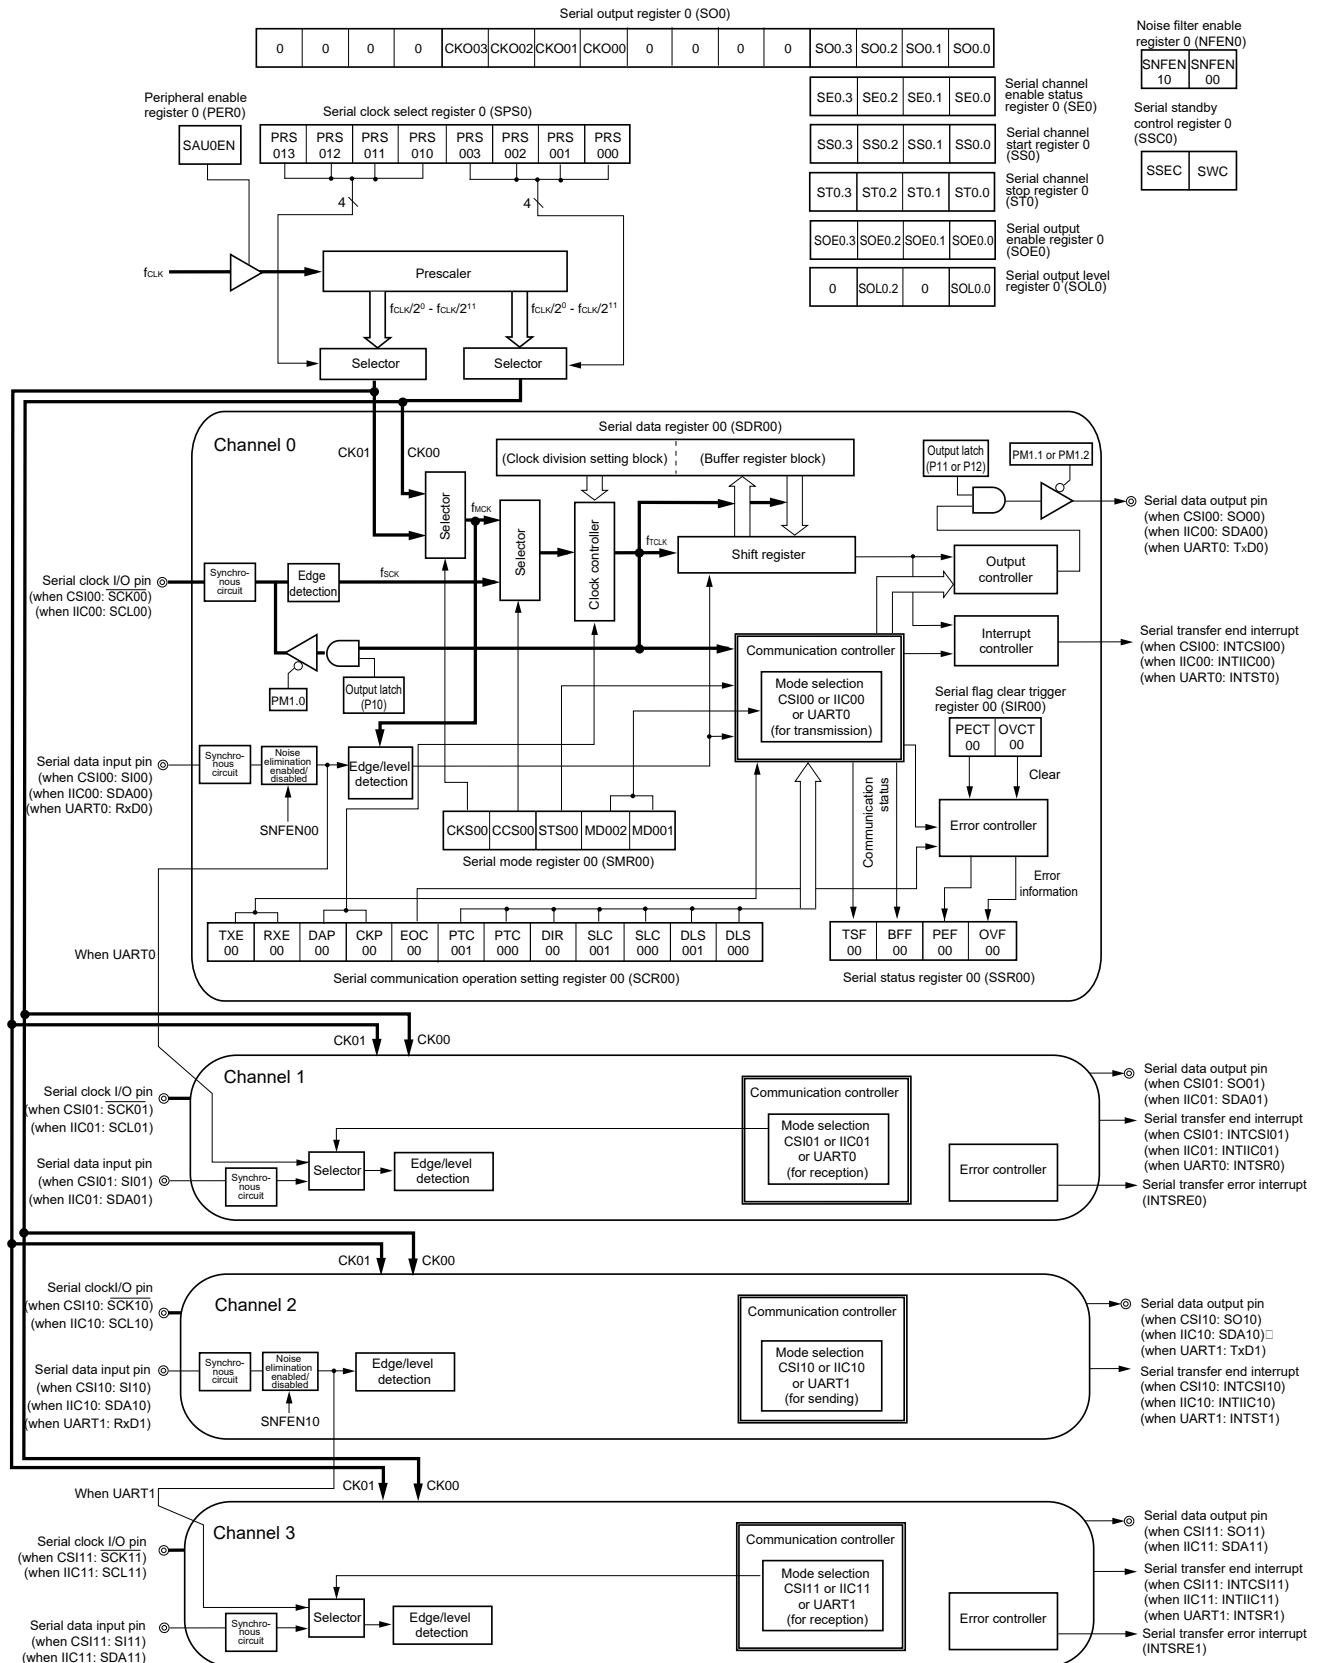 Serial output register 0 (SO0)
0 0 0 0 CKO03 CKO02 CKO01 CKO00 0 0 0 0 SO0.3 SO0.2 SO0.1 SO0.0
Noise filter enable
register 0 (NFEN0)
SNFEN
10
SNFEN
00
SE0.3 SE0.2 SE0.1 SE0.0
Serial channel
enable status
register 0 (SE0)
Peripheral enable
register 0 (PER0)
SAU0EN
Serial clock select register 0 (SPS0)
PRS
013
PRS
012
PRS
011
PRS
010
PRS
003
PRS
002
PRS
001
PRS
000
4
4
Serial standby
control register 0
(SSC0)
SSEC SWC
SS0.3 SS0.2 SS0.1 SS0.0
Serial channel
start register 0
(SS0)
ST0.3 ST0.2 ST0.1 ST0.0
Serial channel
stop register 0
(ST0)
SOE0.3 SOE0.2 SOE0.1 SOE0.0
Serial output
enable register 0
(SOE0)
0 SOL0.2 0 SOL0.0
Serial output level
register 0 (SOL0)
fCLK
Prescaler
fCLK/2⁰ - fCLK/2¹¹
fCLK/2⁰ - fCLK/2¹¹
Selector
Selector
Channel 0
CK01
CK00
Serial data register 00 (SDR00)
(Clock division setting block)
(Buffer register block)
Output latch
(P11 or P12)
PM1.1 or PM1.2
Serial data output pin
(when CSI00: SO00)
(when IIC00: SDA00)
(when UART0: TxD0)
Selector
fMCK
Selector
Clock controller
fTCLK
Shift register
Output
controller
Serial clock I/O pin
(when CSI00: SCK00)
(when IIC00: SCL00)
Synchro-
nous
circuit
Edge
detection
fSCK
Interrupt
controller
Serial transfer end interrupt
(when CSI00: INTCSI00)
(when IIC00: INTIIC00)
(when UART0: INTST0)
PM1.0
Output latch
(P10)
Communication controller
Mode selection
CSI00 or IIC00
or UART0
(for transmission)
Serial flag clear trigger
register 00 (SIR00)
PECT
00
OVCT
00
Clear
Serial data input pin
(when CSI00: SI00)
(when IIC00: SDA00)
(when UART0: RxD0)
Synchro-
nous
circuit
Noise
elimination
enabled/
disabled
SNFEN00
Edge/level
detection
CKS00 CCS00 STS00 MD002 MD001
Serial mode register 00 (SMR00)
Communication
status
Error controller
Error
information
When UART0
TXE
00
RXE
00
DAP
00
CKP
00
EOC
00
PTC
001
PTC
000
DIR
00
SLC
001
SLC
000
DLS
001
DLS
000
Serial communication operation setting register 00 (SCR00)
TSF
00
BFF
00
PEF
00
OVF
00
Serial status register 00 (SSR00)
CK01
CK00
Channel 1
Serial clock I/O pin
(when CSI01: SCK01)
(when IIC01: SCL01)
Serial data input pin
(when CSI01: SI01)
(when IIC01: SDA01)
Synchro-
nous
circuit
Selector
Edge/level
detection
Communication controller
Mode selection
CSI01 or IIC01
or UART0
(for reception)
Error controller
Serial data output pin
(when CSI01: SO01)
(when IIC01: SDA01)
Serial transfer end interrupt
(when CSI01: INTCSI01)
(when IIC01: INTIIC01)
(when UART0: INTSR0)
Serial transfer error interrupt
(INTSRE0)
CK01
CK00
Channel 2
Serial clockI/O pin
(when CSI10: SCK10)
(when IIC10: SCL10)
Serial data input pin
(when CSI10: SI10)
(when IIC10: SDA10)
(when UART1: RxD1)
Synchro-
nous
circuit
Noise
elimination
enabled/
disabled
SNFEN10
Edge/level
detection
Communication controller
Mode selection
CSI10 or IIC10
or UART1
(for sending)
Serial data output pin
(when CSI10: SO10)
(when IIC10: SDA10)□
(when UART1: TxD1)
Serial transfer end interrupt
(when CSI10: INTCSI10)
(when IIC10: INTIIC10)
(when UART1: INTST1)
When UART1
CK01
CK00
Channel 3
Serial clock I/O pin
(when CSI11: SCK11)
(when IIC11: SCL11)
Serial data input pin
(when CSI11: SI11)
(when IIC11: SDA11)
Synchro-
nous
circuit
Selector
Edge/level
detection
Communication controller
Mode selection
CSI11 or IIC11
or UART1
(for reception)
Error controller
Serial data output pin
(when CSI11: SO11)
(when IIC11: SDA11)
Serial transfer end interrupt
(when CSI11: INTCSI11)
(when IIC11: INTIIC11)
(when UART1: INTSR1)
Serial transfer error interrupt
(INTSRE1)